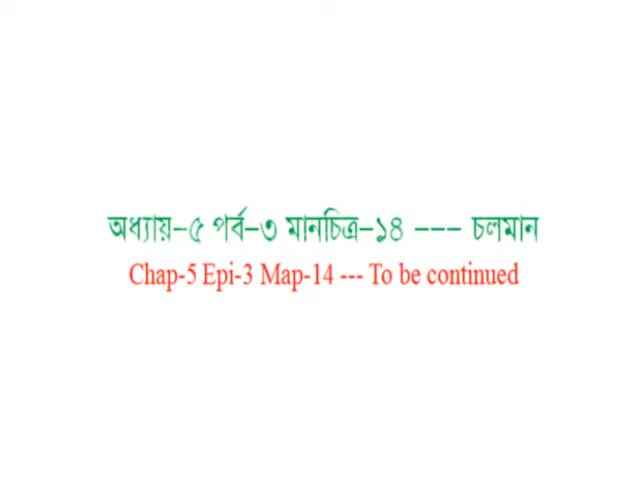 অধ্যায়-৫ পর্ব-৩ মানচিত্র-১৪ --- চলমান
Chap-5 Epi-3 Map-14 --- To be continued